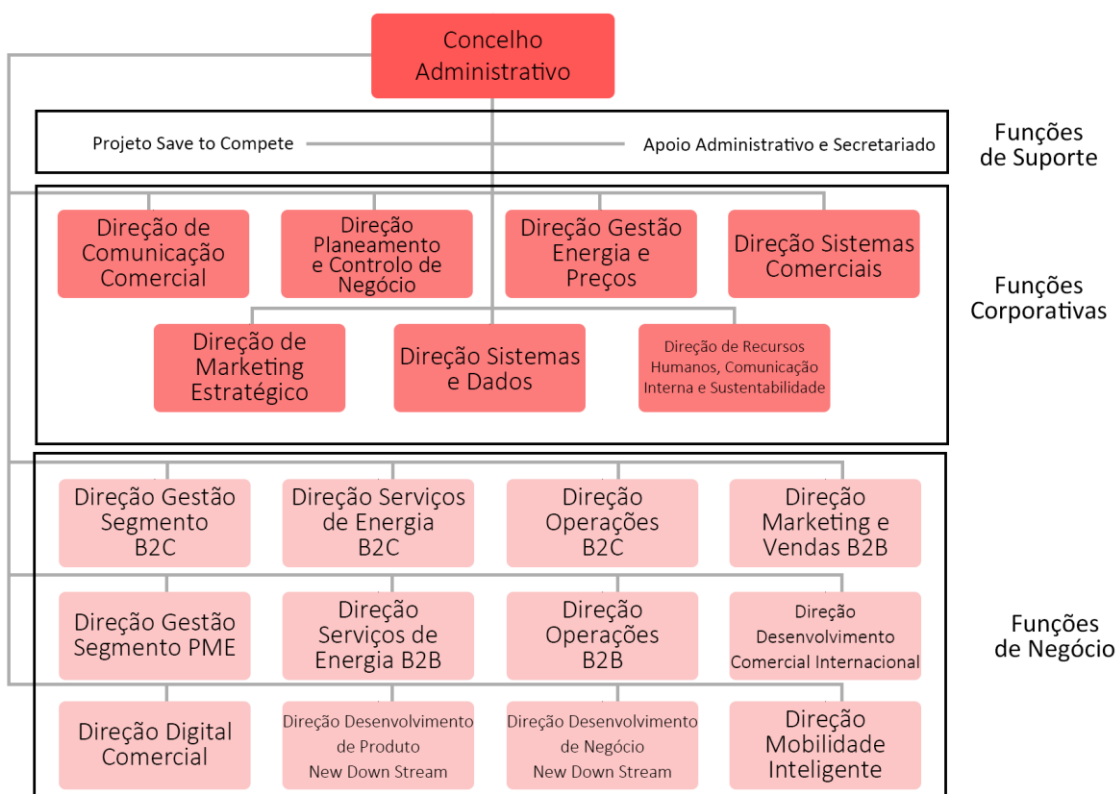 Concelho
Administrativo
Projeto Save to Compete
Apoio Administrativo e Secretariado
Funções
de Suporte
Direção de
Comunicação
Comercial
Direção
Planeamento
e Controlo de
Negócio
Direção Gestão
Energia e
Preços
Direção Sistemas
Comerciais
Direção de
Marketing
Estratégico
Direção Sistemas
e Dados
Direção de Recursos
Humanos, Comunicação
Interna e Sustentabilidade
Funções
Corporativas
Direção Gestão
Segmento
B2C
Direção Serviços
de Energia
B2C
Direção
Operações
B2C
Direção
Marketing e
Vendas B2B
Direção Gestão
Segmento PME
Direção
Serviços de
Energia B2B
Direção
Operações
B2B
Direção
Desenvolvimento
Comercial Internacional
Direção Digital
Comercial
Direção Desenvolvimento
de Produto
New Down Stream
Direção Desenvolvimento
de Negócio
New Down Stream
Direção
Mobilidade
Inteligente
Funções
de Negócio